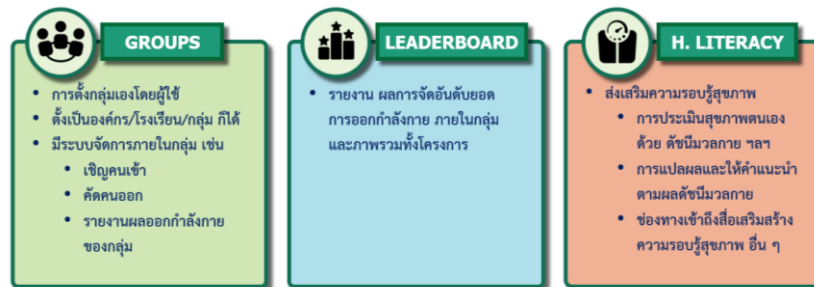 GROUPS
• การตั้งกลุ่มเองโดยผู้ใช้
• ตั้งเป็นองค์กร/โรงเรียน/กลุ่ม ก็ได้
• มีระบบจัดการภายในกลุ่ม เช่น
• เชิญคนเข้า
• คัดคนออก
• รายงานผลออกกำลังกาย
ของกลุ่ม
LEADERBOARD
• รายงาน ผลการจัดอันดับยอด
การออกกำลังกาย ภายในกลุ่ม
และภาพรวมทั้งโครงการ
H. LITERACY
• ส่งเสริมความรอบรู้สุขภาพ
• การประเมินสุขภาพตนเอง
ด้วย ดัชนีมวลกาย ฯลฯ
• การแปลผลและให้คำแนะนำ
ตามผลดัชนีมวลกาย
• ช่องทางเข้าถึงสื่อเสริมสร้าง
ความรอบรู้สุขภาพ อื่น ๆ